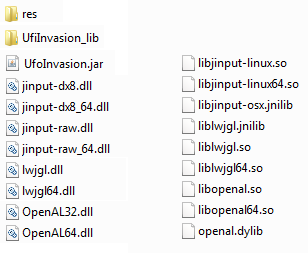 res
UfiInvasion_lib
UfoInvasion.jar
jinput-dx8.dll
jinput-dx8_64.dll
jinput-raw.dll
jinput-raw_64.dll
lwjgl.dll
lwjgl64.dll
OpenAL32.dll
OpenAL64.dll
libjinput-linux.so
libjinput-linux64.so
libjinput-osx.jnilib
liblwjgl.jnilib
liblwjgl.so
liblwjgl64.so
libopenal.so
libopenal64.so
openal.dylib